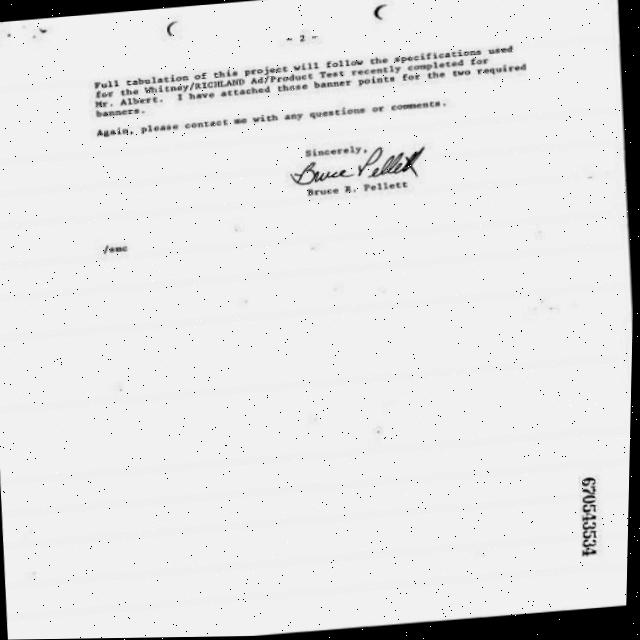 - 2 -
Full tabulation of this project will follow the specifications used
for the Whitney/RICHLAND Ad/Product Test recently completed for
Mr. Albert. I have attached those banner points for the two required
banners.
Again, please contact me with any questions or comments.
Sincerely,
Bruce Pellett
Bruce R. Pellett
/smc
670543534